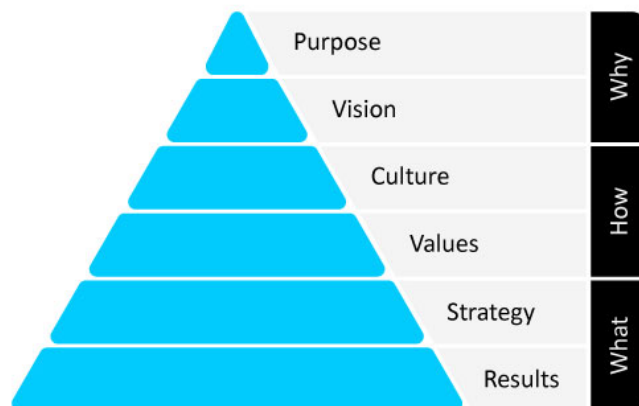 Purpose
Vision
Why
Culture
Values
How
Strategy
Results
What